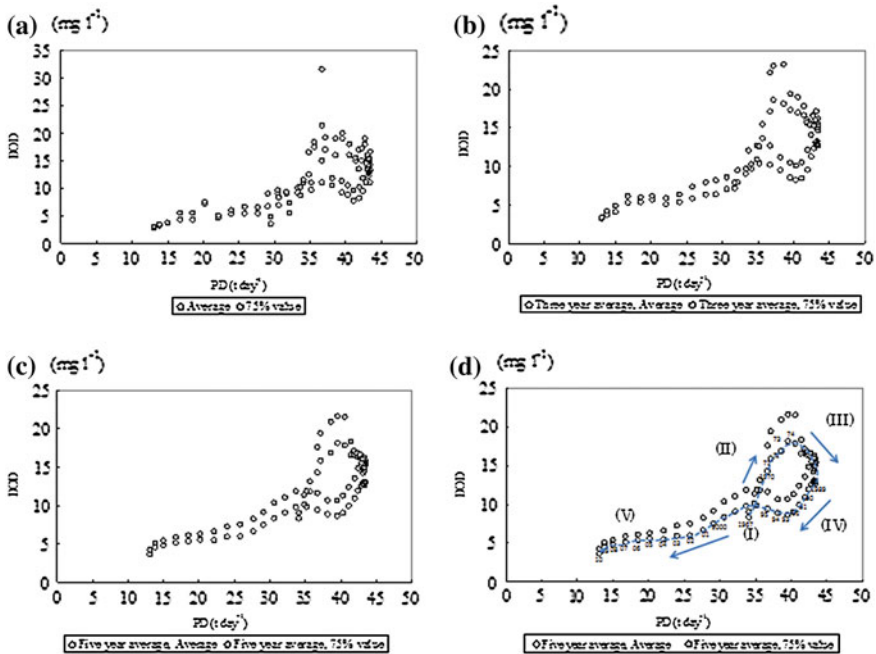 (a) (mg l⁻¹)
35
30
25
20
15
10
5
0
DOD
0 5 10 15 20 25 30 35 40 45 50
PD (t day⁻¹)
Average 75% value
(b) (mg l⁻¹)
25
20
15
10
5
0
DOD
0 5 10 15 20 25 30 35 40 45 50
PD (t day⁻¹)
Three year average, Average Three year average, 75% value
(c) (mg l⁻¹)
25
20
15
10
5
0
DOD
0 5 10 15 20 25 30 35 40 45 50
PD (t day⁻¹)
Five year average, Average Five year average, 75% value
(d) (mg l⁻¹)
25
20
15
10
5
0
DOD
(III)
(II)
(IV)
(V)
(I)
0 5 10 15 20 25 30 35 40 45 50
PD (t day⁻¹)
Five year average, Average Five year average, 75% value